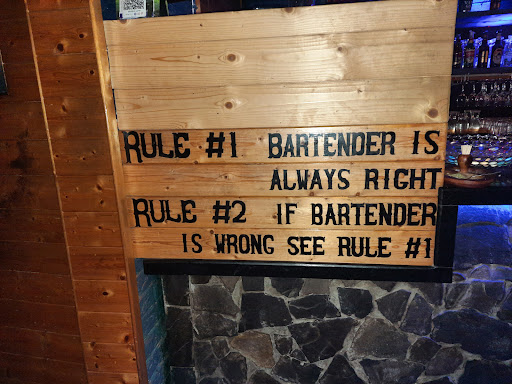 RULE #1 BARTENDER IS
ALWAYS RIGHT
RULE #2 IF BARTENDER
IS WRONG SEE RULE #1